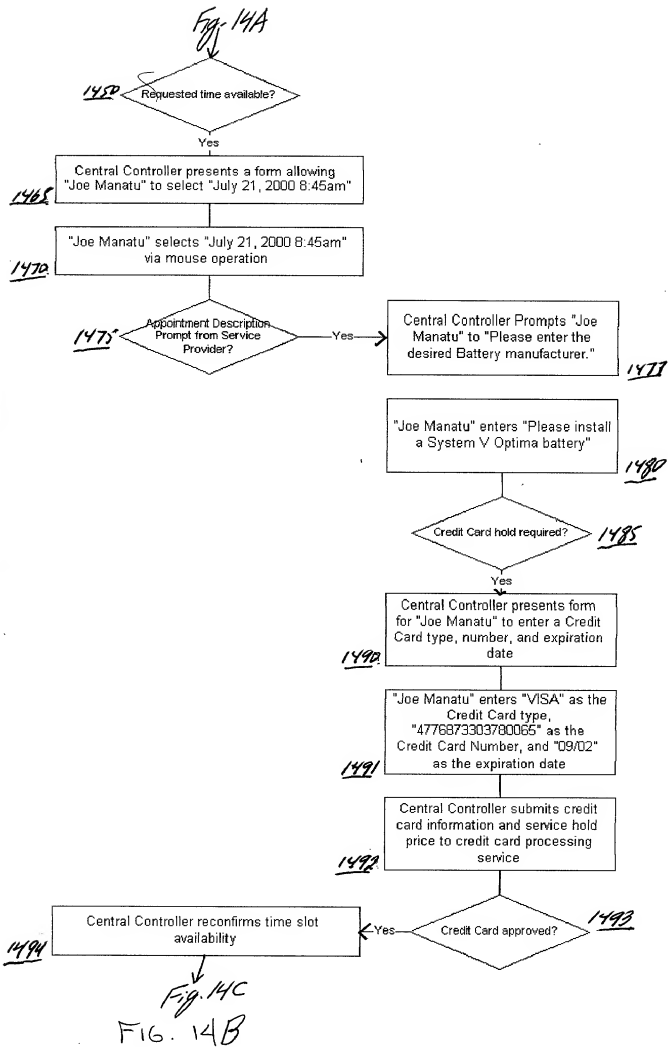 Fig. 14A
1450
Requested time available?
Yes
Central Controller presents a form allowing
"Joe Manatu" to select "July 21, 2000 8:45am"
1465
"Joe Manatu" selects "July 21, 2000 8:45am"
via mouse operation
1470
Appointment Description
Prompt from Service
Provider?
1475
Yes
Central Controller Prompts "Joe
Manatu" to "Please enter the
desired Battery manufacturer."
1477
"Joe Manatu" enters "Please install
a System V Optima battery"
1480
Credit Card hold required?
1485
Yes
Central Controller presents form
for "Joe Manatu" to enter a Credit
Card type, number, and expiration
date
1490
"Joe Manatu" enters "VISA" as the
Credit Card type,
"4776873303780065" as the
Credit Card Number, and "09/02"
as the expiration date
1491
Central Controller submits credit
card information and service hold
price to credit card processing
service
1492
Credit Card approved?
1493
Yes
Central Controller reconfirms time slot
availability
1494
Fig. 14C
FIG. 14B